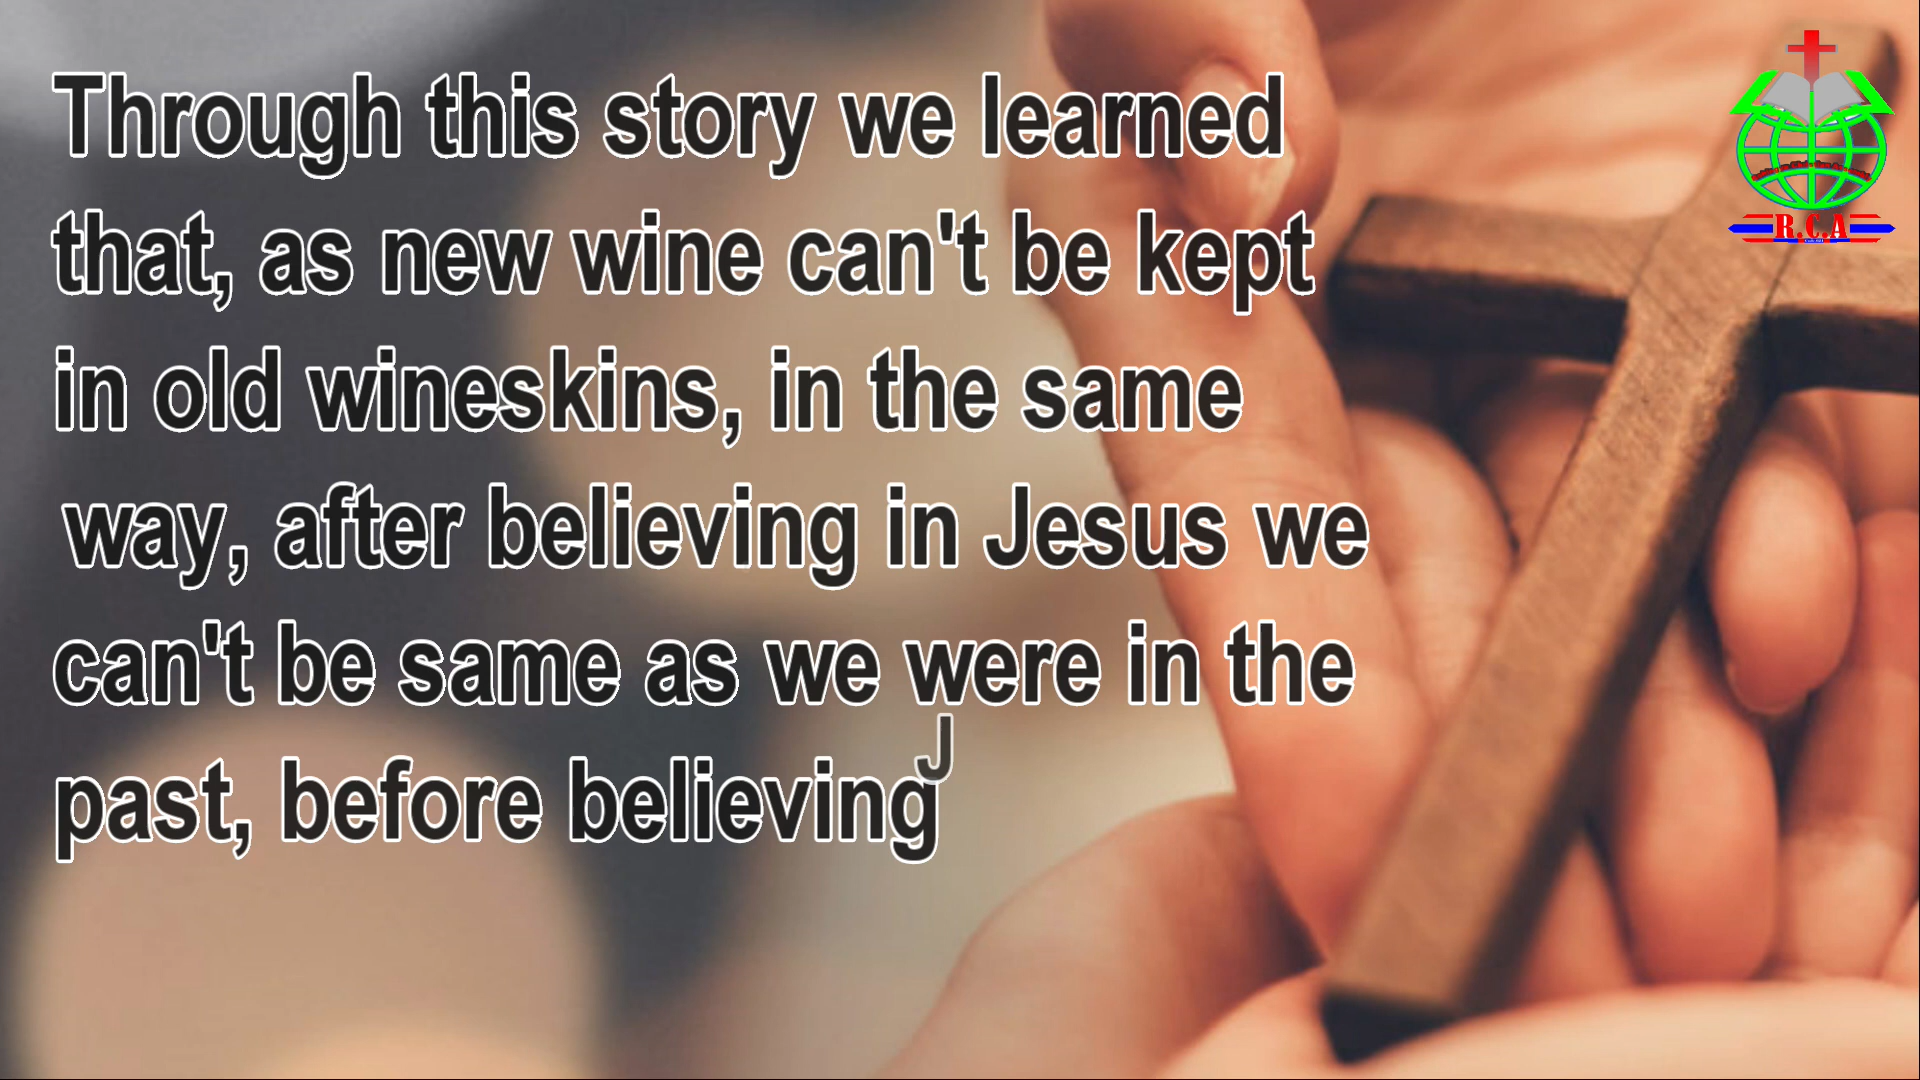 Through this story we learned
that, as new wine can't be kept
in old wineskins, in the same
way, after believing in Jesus we
can't be same as we were in the
past, before believing
J
R.C.A